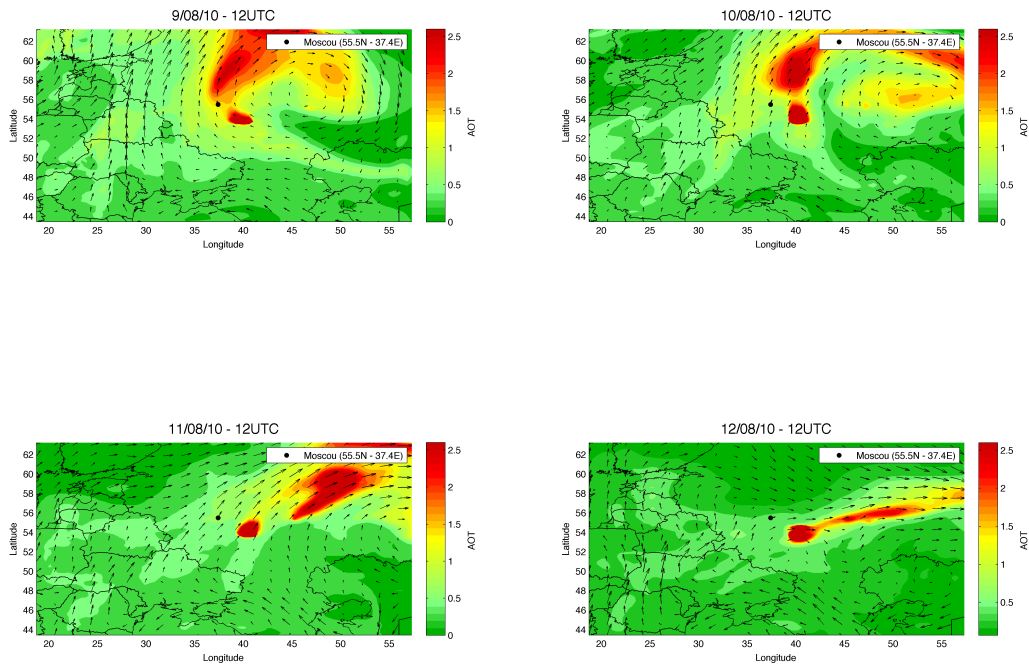 9/08/10 - 12UTC
Moscou (55.5N - 37.4E)
Latitude
62
60
58
56
54
52
50
48
46
44
20 25 30 35 40 45 50 55
Longitude
2.5
2
1.5
1
0.5
0
AOT
10/08/10 - 12UTC
Moscou (55.5N - 37.4E)
Latitude
62
60
58
56
54
52
50
48
46
44
20 25 30 35 40 45 50 55
Longitude
2.5
2
1.5
1
0.5
0
AOT
11/08/10 - 12UTC
Moscou (55.5N - 37.4E)
Latitude
62
60
58
56
54
52
50
48
46
44
20 25 30 35 40 45 50 55
Longitude
2.5
2
1.5
1
0.5
0
AOT
12/08/10 - 12UTC
Moscou (55.5N - 37.4E)
Latitude
62
60
58
56
54
52
50
48
46
44
20 25 30 35 40 45 50 55
Longitude
2.5
2
1.5
1
0.5
AOT